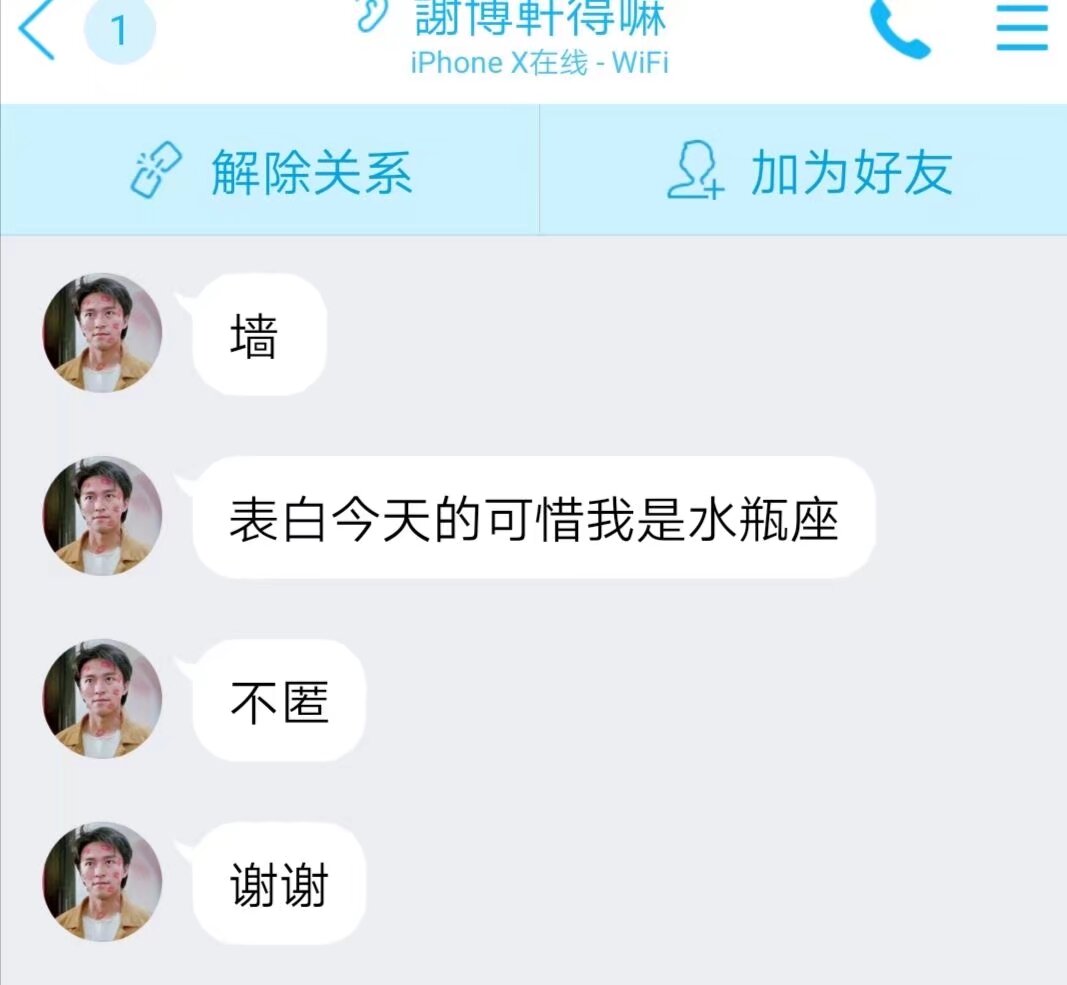 1
謝博軒得嘛
iPhone X在线 - WiFi
解除关系
加为好友
墙
表白今天的可惜我是水瓶座
不匿
谢谢